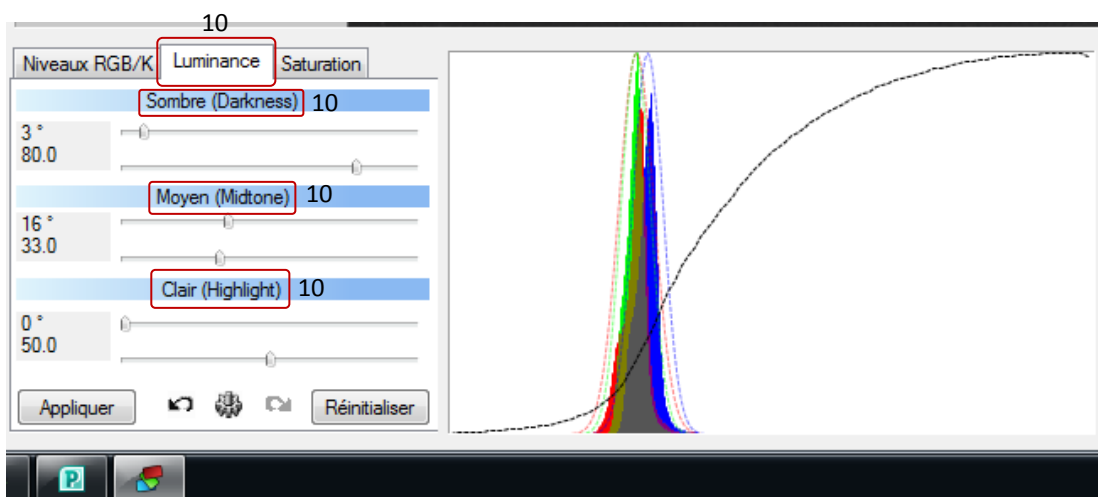 10
Niveaux RGB/K Luminance Saturation
Sombre (Darkness) 10
3 °
80.0
Moyen (Midtone) 10
16 °
33.0
Clair (Highlight) 10
0 °
50.0
Appliquer Réinitialiser
P